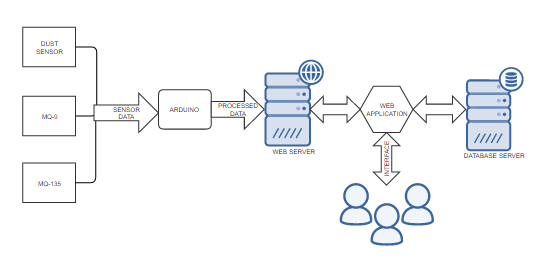 DUST
SENSOR
MQ-9
MQ-135
SENSOR
DATA
ARDUINO
PROCESSED
DATA
WEB SERVER
WEB
APPLICATION
INTERFACE
DATABASE SERVER